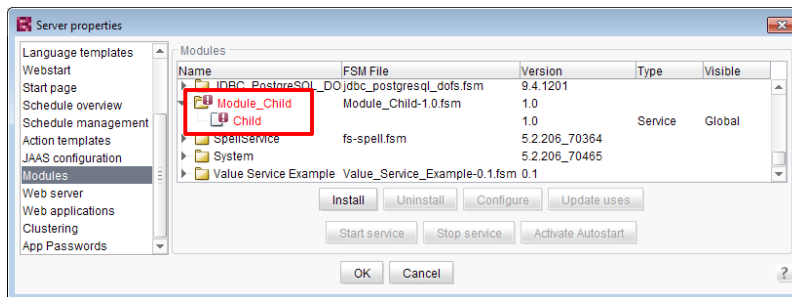 Server properties
Language templates
Webstart
Start page
Schedule overview
Schedule management
Action templates
JAAS configuration
Modules
Web server
Web applications
Clustering
App Passwords
Modules
Name FSM File Version Type Visible
JDBC_PostgreSQL_DO jdbc_postgresql_dofs.fsm 9.4.1201
Module_Child Module_Child-1.0.fsm 1.0
Child 1.0 Service Global
SpellService fs-spell.fsm 5.2.206_70364
System 5.2.206_70465
Value Service Example Value_Service_Example-0.1.fsm 0.1
Install Uninstall Configure Update uses
Start service Stop service Activate Autostart
OK Cancel ?